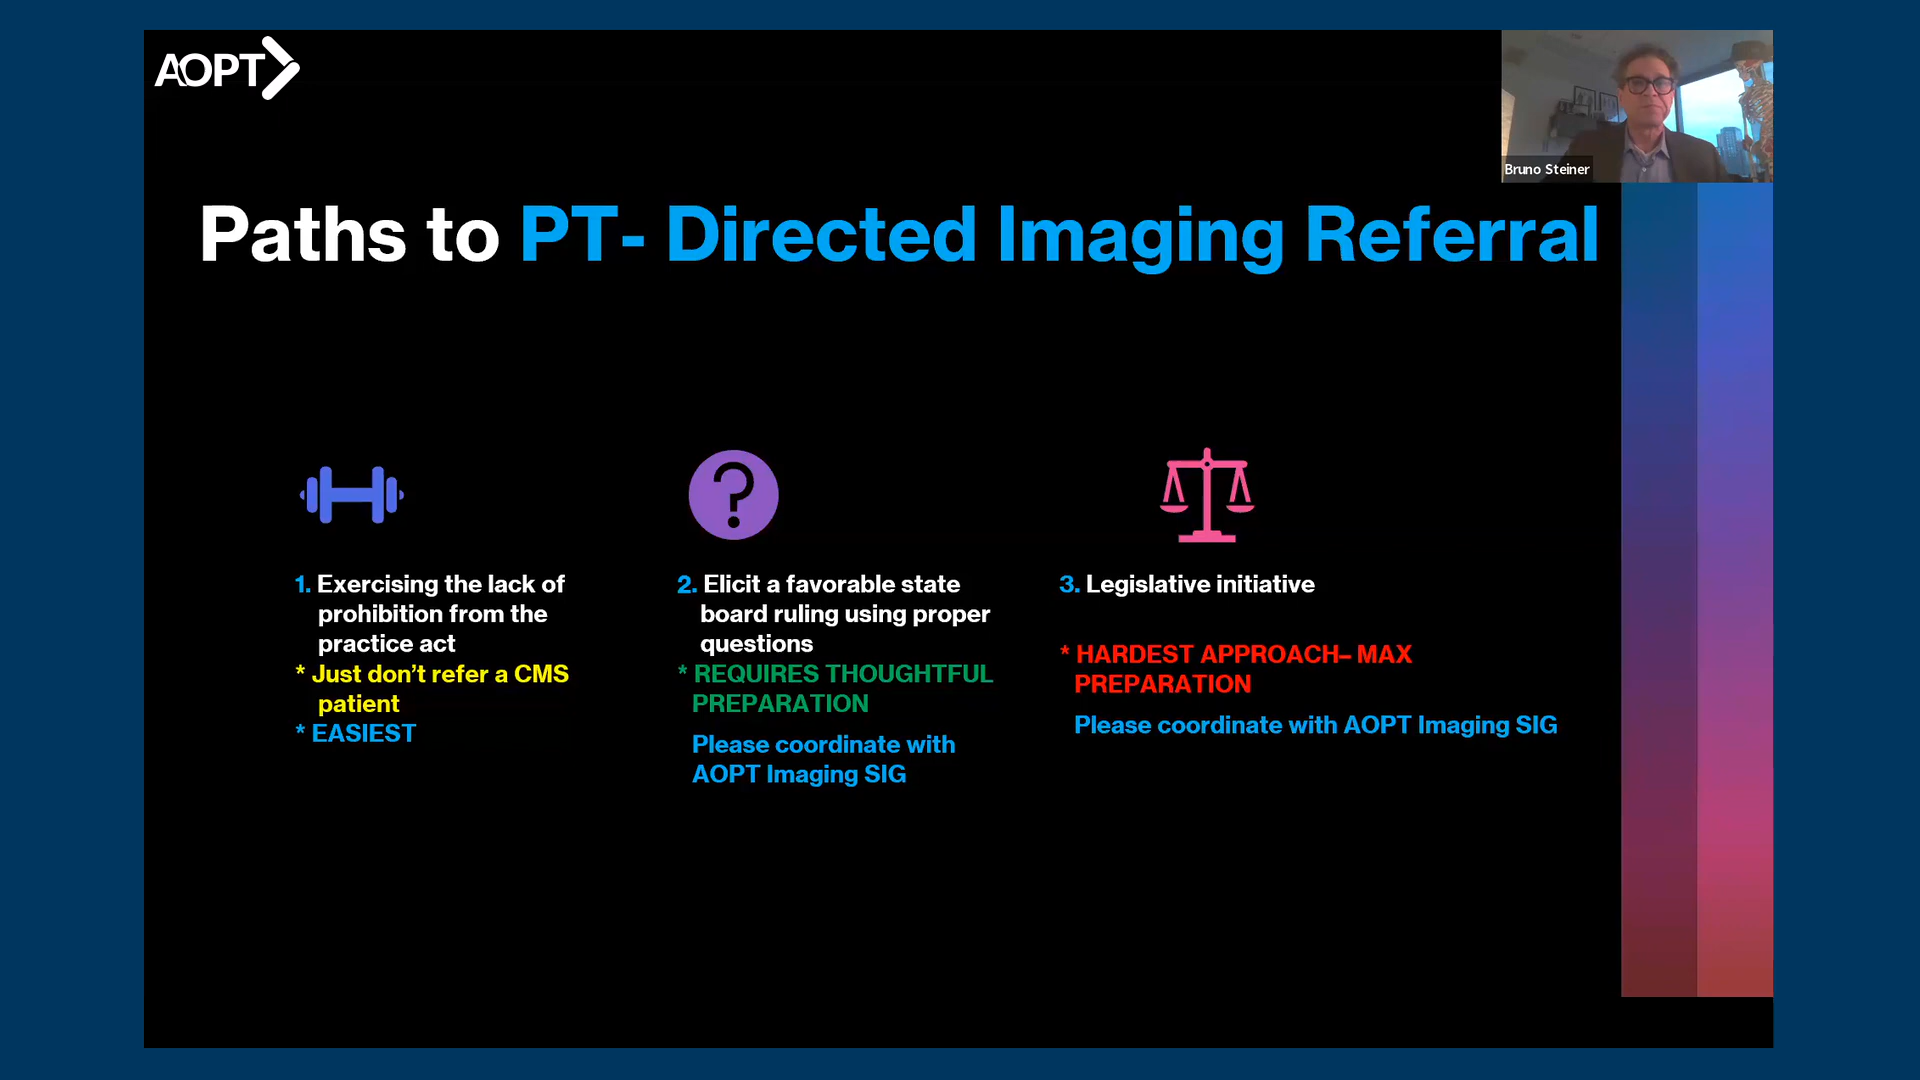 AOPT
Bruno Steiner
Paths to PT- Directed Imaging Referral
1. Exercising the lack of
prohibition from the
practice act
* Just don’t refer a CMS
patient
* EASIEST
2. Elicit a favorable state
board ruling using proper
questions
* REQUIRES THOUGHTFUL
PREPARATION
Please coordinate with
AOPT Imaging SIG
3. Legislative initiative
* HARDEST APPROACH– MAX
PREPARATION
Please coordinate with AOPT Imaging SIG